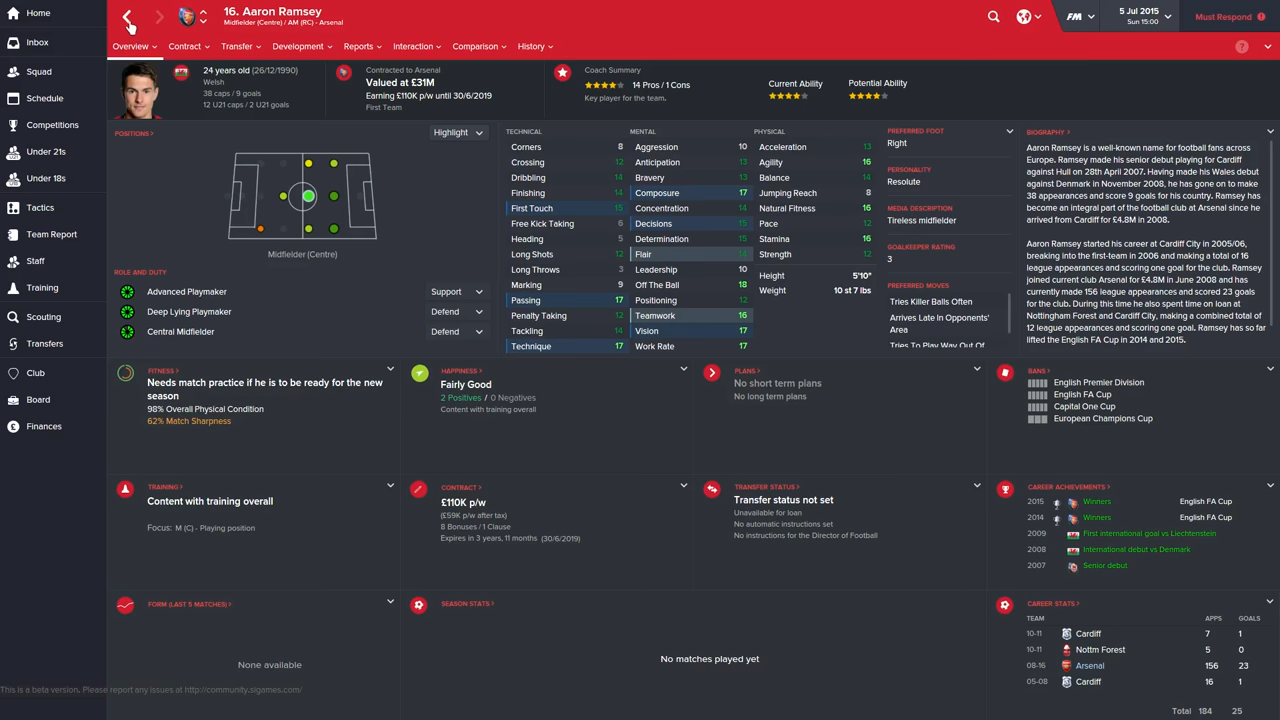 Home
Inbox
Squad
Schedule
Competitions
Under 21s
Under 18s
Tactics
Team Report
Staff
Training
Scouting
Transfers
Club
Board
Finances
16. Aaron Ramsey
Midfielder (Centre) / AM (RC) - Arsenal
FM
5 Jul 2015
Sun 15:00
Must Respond
Overview
Contract
Transfer
Development
Reports
Interaction
Comparison
History
24 years old (26/12/1990)
Welsh
38 caps / 9 goals
12 U21 caps / 2 U21 goals
Contracted to Arsenal
Valued at £31M
Earning £110K p/w until 30/6/2019
First Team
Coach Summary
14 Pros / 1 Cons
Key player for the team.
Current Ability
Potential Ability
POSITIONS >
Highlight
Midfielder (Centre)
ROLE AND DUTY
Advanced Playmaker Support
Deep Lying Playmaker Defend
Central Midfielder Defend
TECHNICAL
Corners 8
Crossing 12
Dribbling 14
Finishing 14
First Touch 15
Free Kick Taking 6
Heading 5
Long Shots 12
Long Throws 3
Marking 9
Passing 17
Penalty Taking 12
Tackling 14
Technique 17
MENTAL
Aggression 10
Anticipation 13
Bravery 13
Composure 17
Concentration 14
Decisions 15
Determination 15
Flair 14
Leadership 10
Off The Ball 18
Positioning 12
Teamwork 16
Vision 17
Work Rate 17
PHYSICAL
Acceleration 13
Agility 16
Balance 14
Jumping Reach 8
Natural Fitness 16
Pace 12
Stamina 16
Strength 12
Height 5'10"
Weight 10 st 7 lbs
PREFERRED FOOT
Right
PERSONALITY
Resolute
MEDIA DESCRIPTION
Tireless midfielder
GOALKEEPER RATING
3
PREFERRED MOVES
Tries Killer Balls Often
Arrives Late In Opponents'
Area
Tries To Play Way Out Of
BIOGRAPHY >
Aaron Ramsey is a well-known name for football fans across
Europe. Ramsey made his senior debut playing for Cardiff
against Hull on 28th April 2007. Having made his Wales debut
against Denmark in November 2008, he has gone on to make
38 appearances and score 9 goals for his country. Ramsey
has become an integral part of the football club at Arsenal since he
arrived from Cardiff for £4.8M in 2008.
Aaron Ramsey started his career at Cardiff City in 2005/06,
breaking into the first-team in 2006 and making a total of 16
league appearances and scoring one goal for the club. Ramsey
joined current club Arsenal for £4.8M in June 2008 and has
currently made 156 league appearances and scored 23 goals
for the club. During this time he also spent time on loan at
Nottingham Forest and Cardiff City, making a combined total of
12 league appearances and scoring one goal. Ramsey has so far
lifted the English FA Cup in 2014 and 2015.
FITNESS >
Needs match practice if he is to be ready for the new
season
98% Overall Physical Condition
62% Match Sharpness
HAPPINESS >
Fairly Good
2 Positives / 0 Negatives
Content with training overall
PLANS >
No short term plans
No long term plans
BANS >
English Premier Division
English FA Cup
Capital One Cup
European Champions Cup
TRAINING >
Content with training overall
Focus: M (C) - Playing position
CONTRACT >
£110K p/w
(£59K p/w after tax)
8 Bonuses / 1 Clause
Expires in 3 years, 11 months (30/6/2019)
TRANSFER STATUS >
Transfer status not set
Unavailable for loan
No automatic instructions set
No instructions for the Director of Football
CAREER ACHIEVEMENTS >
2015 Winners English FA Cup
2014 Winners English FA Cup
2009 First international goal vs Liechtenstein
2008 International debut vs Denmark
2007 Senior debut
FORM (LAST 5 MATCHES) >
None available
SEASON STATS >
No matches played yet
CAREER STATS >
TEAM APPS GOALS
10-11 Cardiff 7 1
10-11 Nottm Forest 5 0
08-16 Arsenal 156 23
05-08 Cardiff 16 1
Total 184 25
This is a beta version. Please report any issues at http://community.sigames.com/